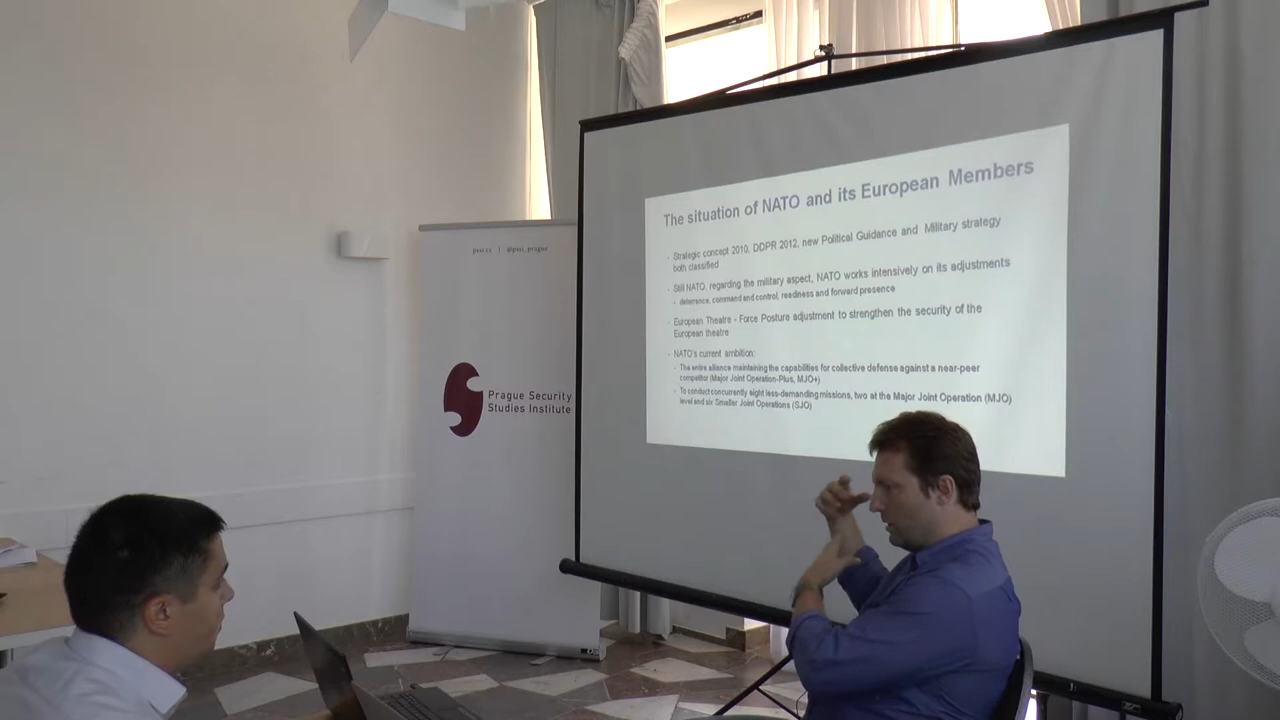 pssi.cz | @pssi_prague
Prague Security
Studies Institute
The situation of NATO and its European Members
- Strategic concept 2010, DDPR 2012, new Political Guidance and Military strategy
both classified
- Still NATO, regarding the military aspect, NATO works intensively on its adjustments
- deterrence, command and control, readiness and forward presence
- European Theatre - Force Posture adjustment to strengthen the security of the
European theatre
- NATO's current ambition:
- The entire alliance maintaining the capabilities for collective defense against a near-peer
competitor (Major Joint Operation-Plus, MJO+)
- To conduct concurrently eight less-demanding missions, two at the Major Joint Operation (MJO)
level and six Smaller Joint Operations (SJO)